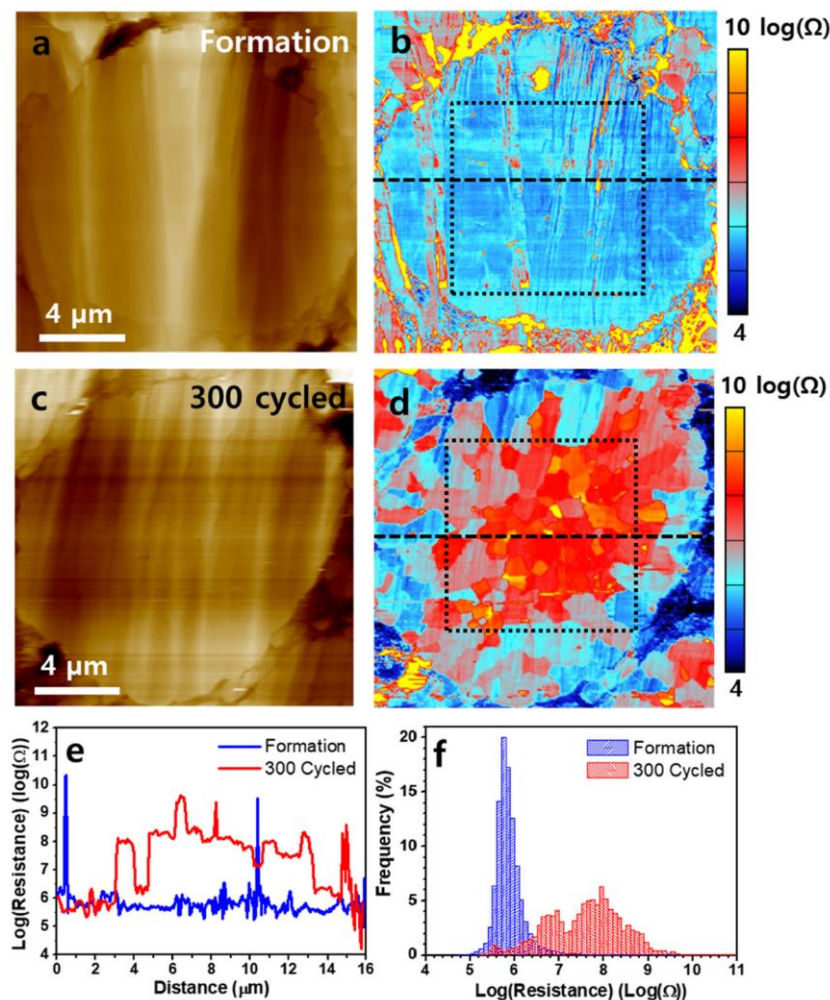 a
Formation
4 μm
b
10 log(Ω)
4
c
300 cycled
4 μm
d
10 log(Ω)
4
e
Formation
300 Cycled
Log(Resistance) (log(Ω))
12
11
10
9
8
7
6
5
4
0 2 4 6 8 10 12 14 16
Distance (μm)
f
Formation
300 Cycled
Frequency (%)
20
15
10
5
0
4 5 6 7 8 9 10 11
Log(Resistance) (Log(Ω))